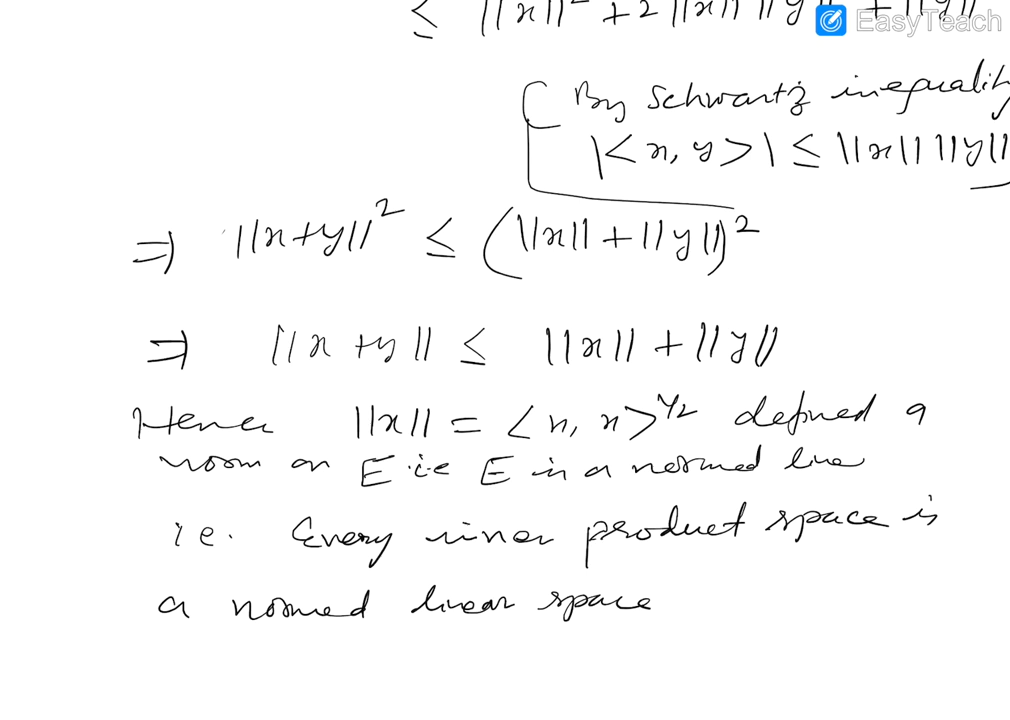 ≤ ||x||² + 2 ||x|| ||y|| + ||y||
EasyTeach
[ By Schwartz inequality
|<x, y>| ≤ ||x|| ||y||
⇒ ||x+y||² ≤ (||x|| + ||y||)²
⇒ ||x+y|| ≤ ||x|| + ||y||
Hence ||x|| = <x, x>^1/2 defined a
norm on E i.e E is a normed line
i.e. Every inner product space is
a normed linear space